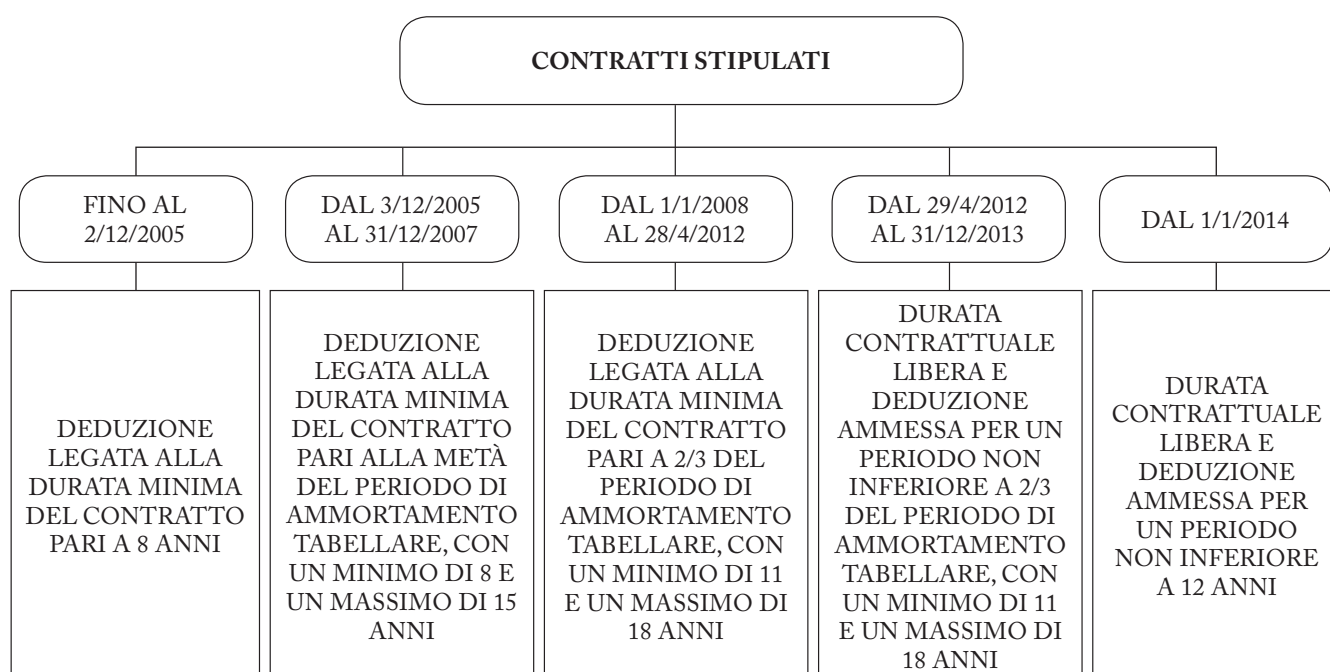 CONTRATTI STIPULATI
FINO AL
2/12/2005
DAL 3/12/2005
AL 31/12/2007
DAL 1/1/2008
AL 28/4/2012
DAL 29/4/2012
AL 31/12/2013
DAL 1/1/2014
DEDUZIONE
LEGATA ALLA
DURATA MINIMA
DEL CONTRATTO
PARI A 8 ANNI
DEDUZIONE
LEGATA ALLA
DURATA MINIMA
DEL CONTRATTO
PARI ALLA METÀ
DEL PERIODO DI
AMMORTAMENTO
TABELLARE, CON
UN MINIMO DI 8 E
UN MASSIMO DI 15
ANNI
DEDUZIONE
LEGATA ALLA
DURATA MINIMA
DEL CONTRATTO
PARI A 2/3 DEL
PERIODO DI
AMMORTAMENTO
TABELLARE, CON
UN MINIMO DI 11
E UN MASSIMO DI
18 ANNI
DURATA
CONTRATTUALE
LIBERA E
DEDUZIONE
AMMESSA PER UN
PERIODO NON
INFERIORE A 2/3
DEL PERIODO DI
AMMORTAMENTO
TABELLARE, CON
UN MINIMO DI 11
E UN MASSIMO DI
18 ANNI
DURATA
CONTRATTUALE
LIBERA E
DEDUZIONE
AMMESSA PER
UN PERIODO
NON INFERIORE
A 12 ANNI